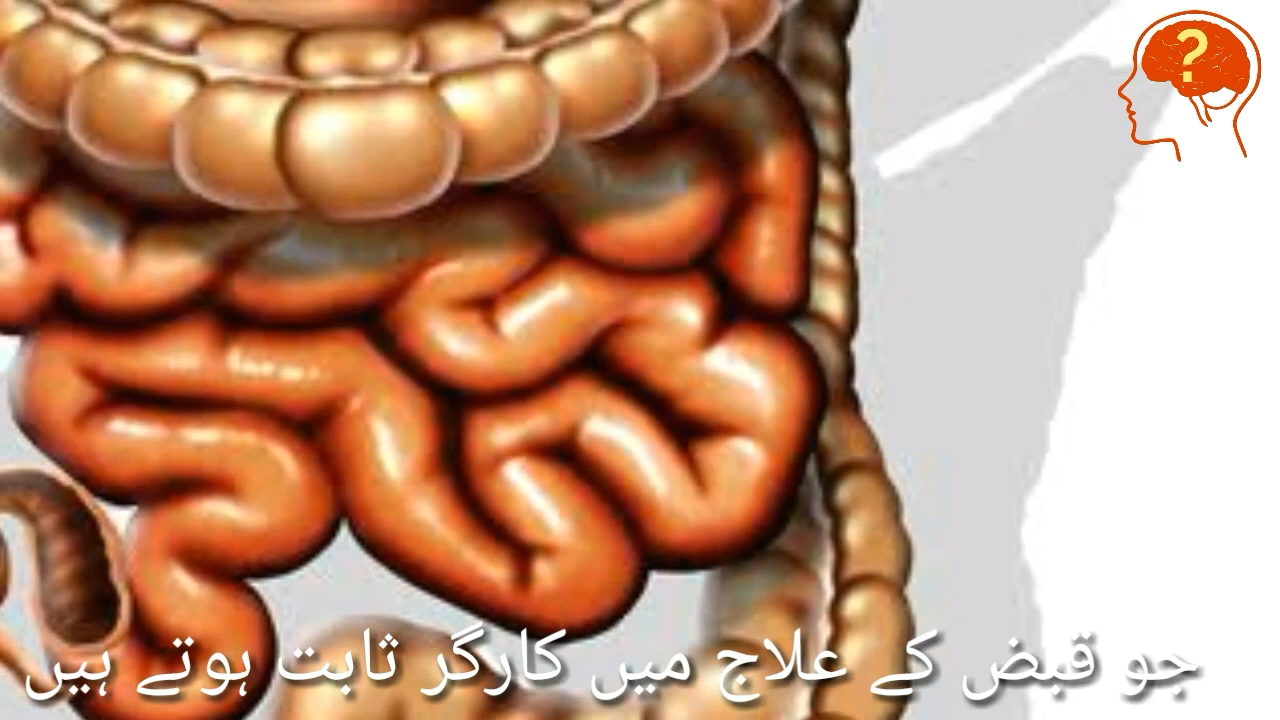 جو قبض کے علاج میں کارگر ثابت ہوتے ہیں
?